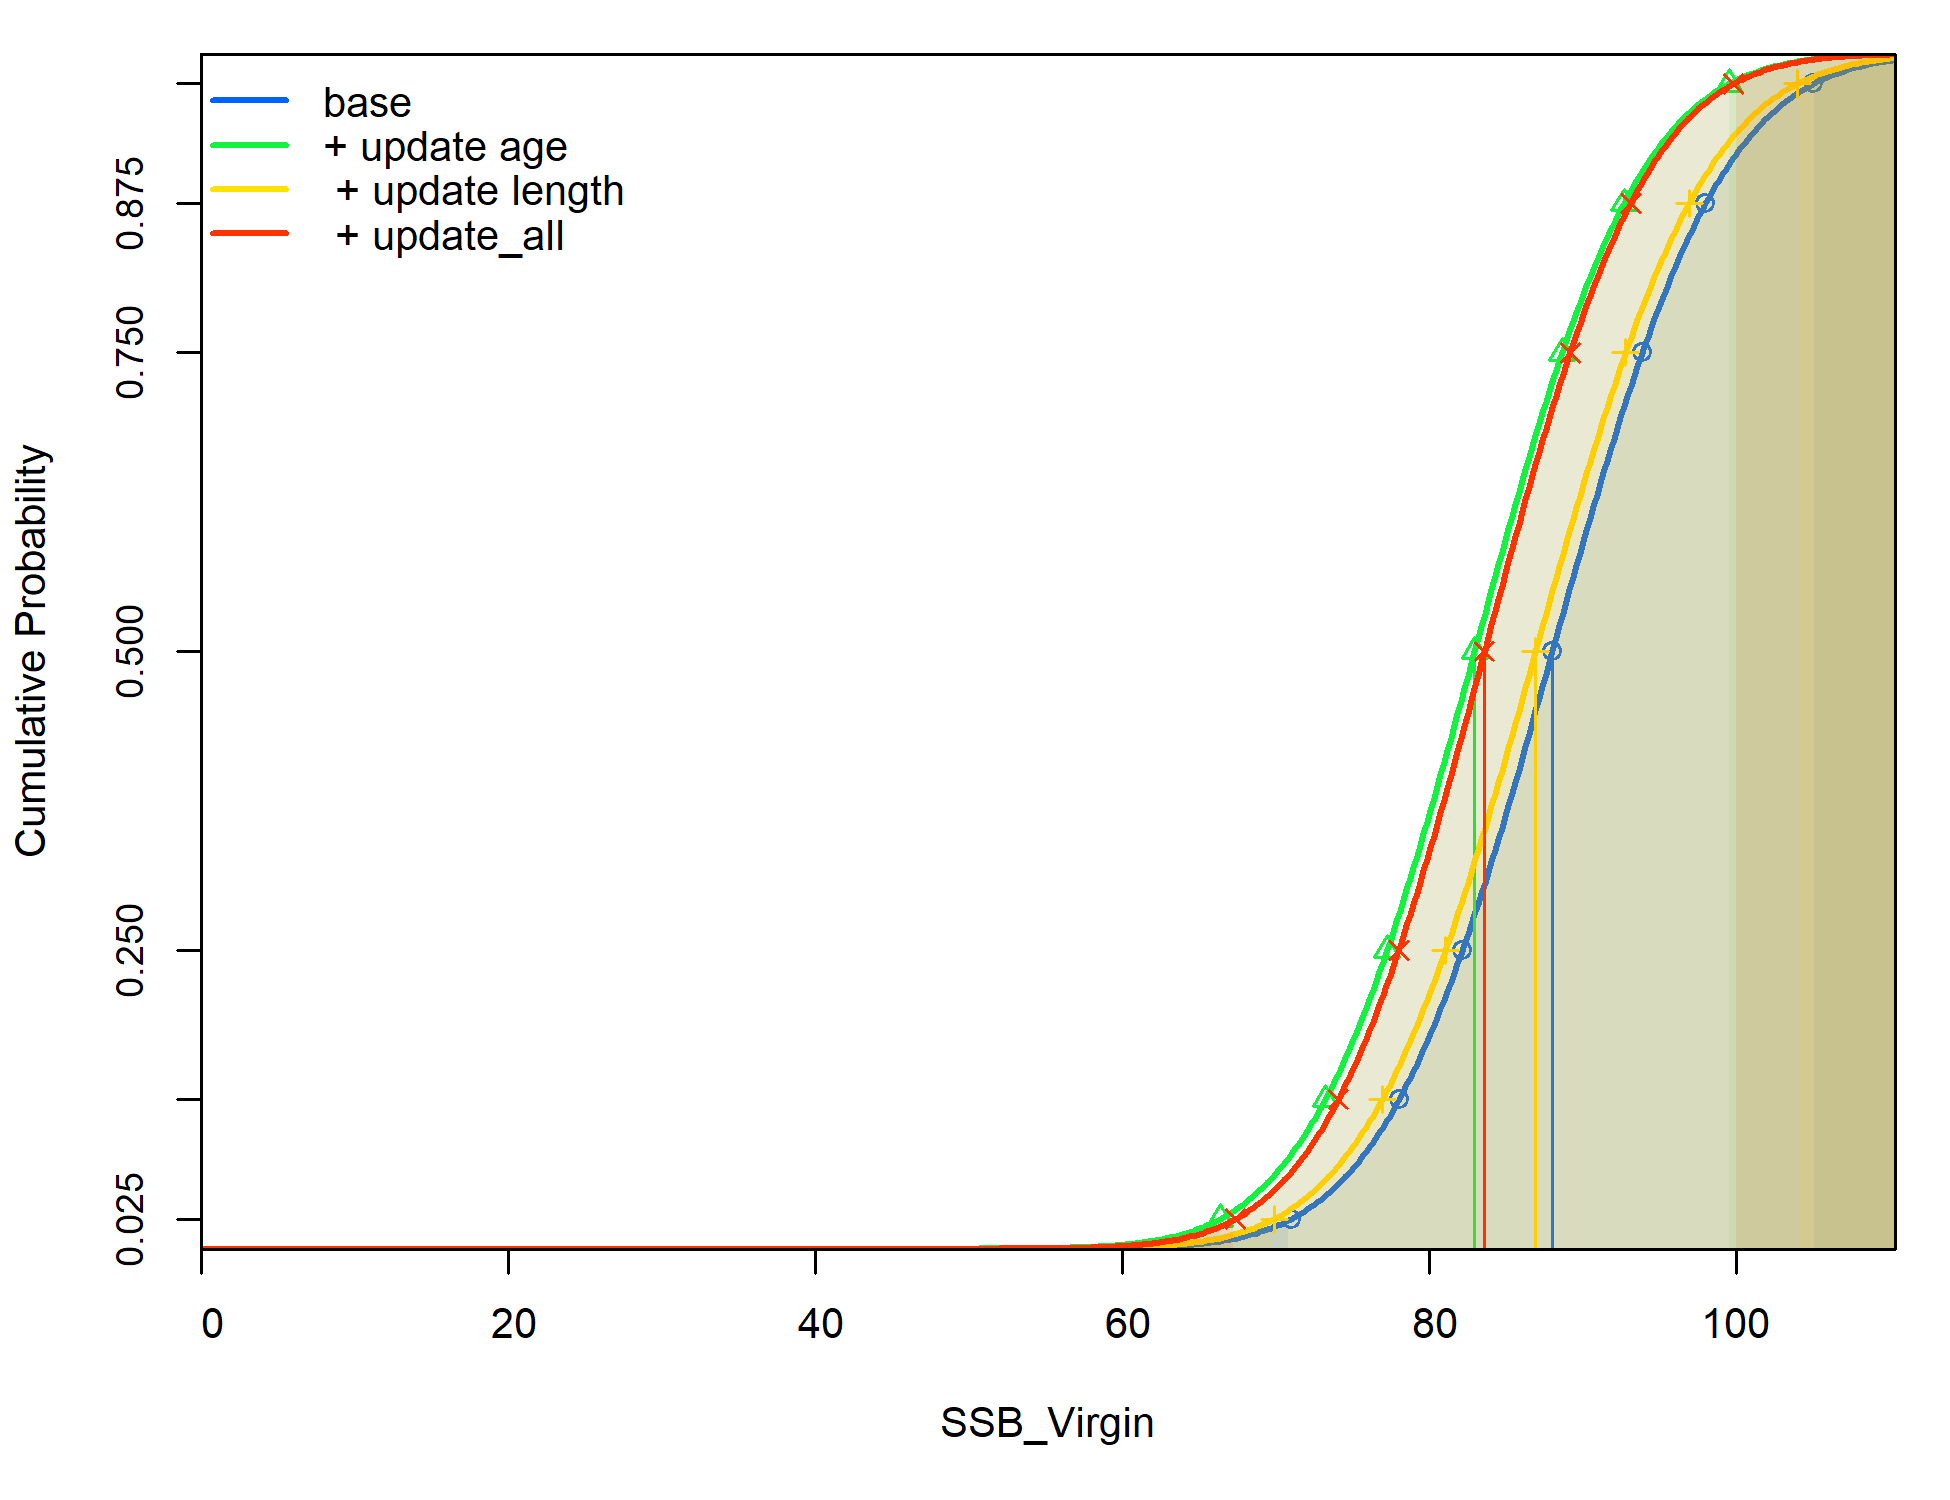 base
+ update age
+ update length
+ update_all
Cumulative Probability
0.875
0.750
0.500
0.250
0.025
0 20 40 60 80 100
SSB_Virgin